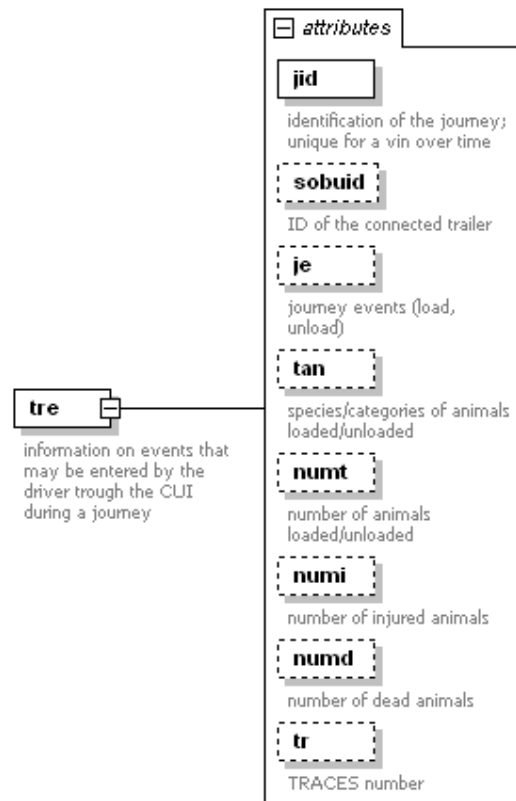 attributes
jid
identification of the journey;
unique for a vin over time
sobuid
ID of the connected trailer
je
journey events (load,
unload)
tan
species/categories of animals
loaded/unloaded
tre
information on events that
may be entered by the
driver trough the CUI
during a journey
numt
number of animals
loaded/unloaded
numi
number of injured animals
numd
number of dead animals
tr
TRACES number